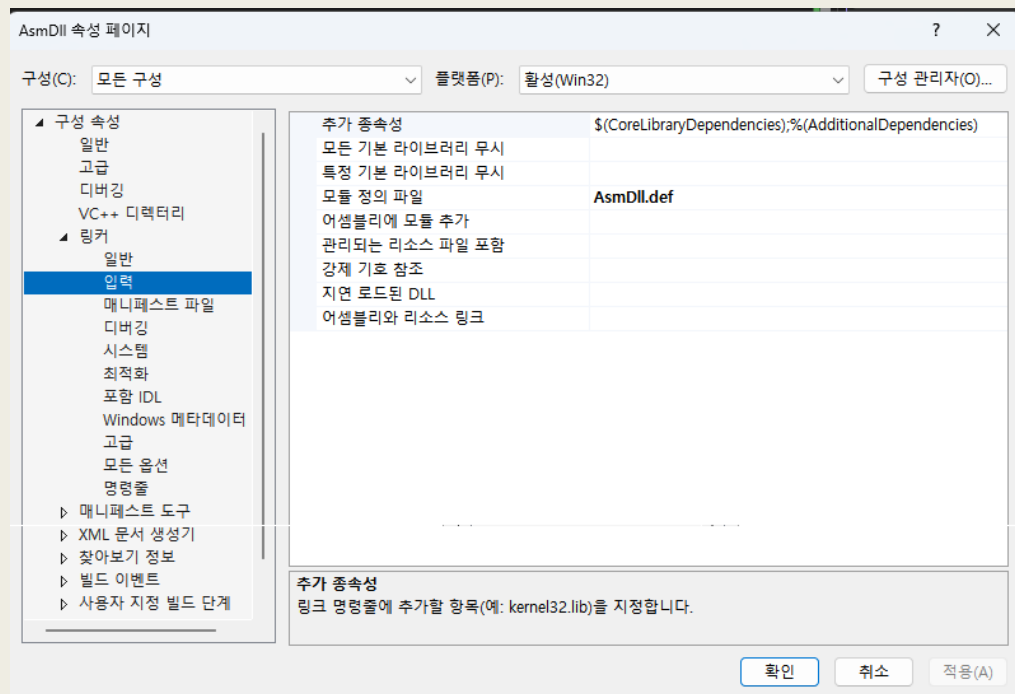 AsmDll 속성 페이지 ? ×
구성(C): 모든 구성 플랫폼(P): 활성(Win32) 구성 관리자(O)...
구성 속성
일반
고급
디버깅
VC++ 디렉터리
링커
일반
입력
매니페스트 파일
디버깅
시스템
최적화
포함 IDL
Windows 메타데이터
고급
모든 옵션
명령줄
매니페스트 도구
XML 문서 생성기
찾아보기 정보
빌드 이벤트
사용자 지정 빌드 단계
추가 종속성 $(CoreLibraryDependencies);%(AdditionalDependencies)
모든 기본 라이브러리 무시
특정 기본 라이브러리 무시
모듈 정의 파일 AsmDll.def
어셈블리에 모듈 추가
관리되는 리소스 파일 포함
강제 기호 참조
지연 로드된 DLL
어셈블리와 리소스 링크
추가 종속성
링크 명령줄에 추가할 항목(예: kernel32.lib)을 지정합니다.
확인 취소 적용(A)